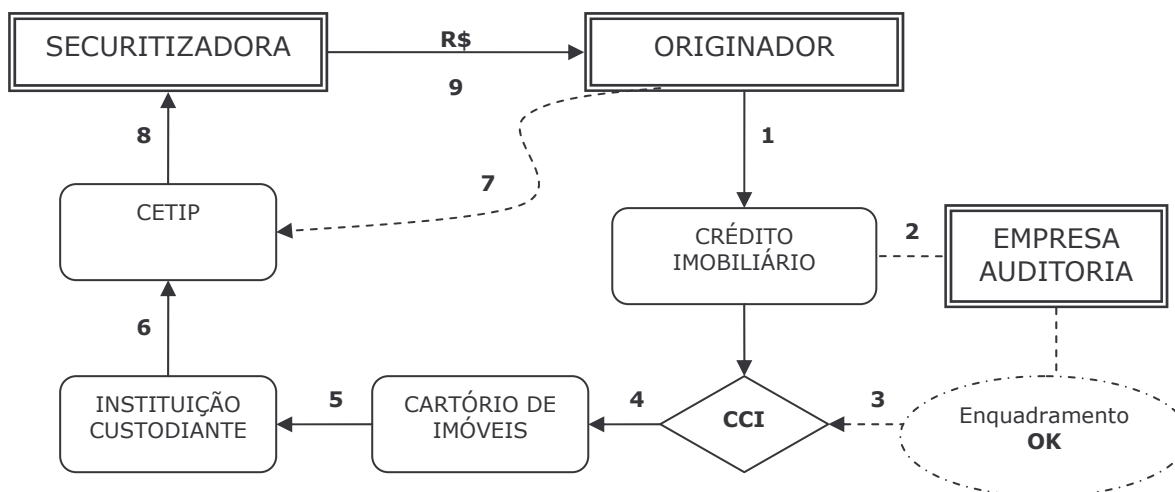 SECURITIZADORA
R$
ORIGINADOR
9
8
1
7
CETIP
CRÉDITO
IMOBILIÁRIO
2
EMPRESA
AUDITORIA
6
INSTITUIÇÃO
CUSTODIANTE
5
CARTÓRIO DE
IMÓVEIS
4
CCI
3
Enquadramento
OK